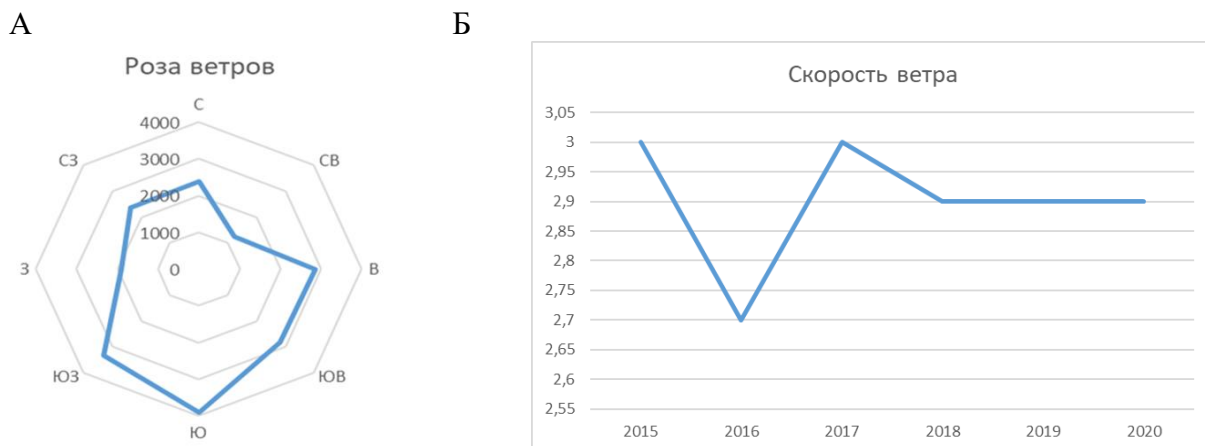 А
Роза ветров
С
4000
СЗ
3000
СВ
2000
1000
З
0
В
ЮЗ
ЮВ
Ю
Б
Скорость ветра
3,05
3
2,95
2,9
2,85
2,8
2,75
2,7
2,65
2,6
2,55
2015 2016 2017 2018 2019 2020